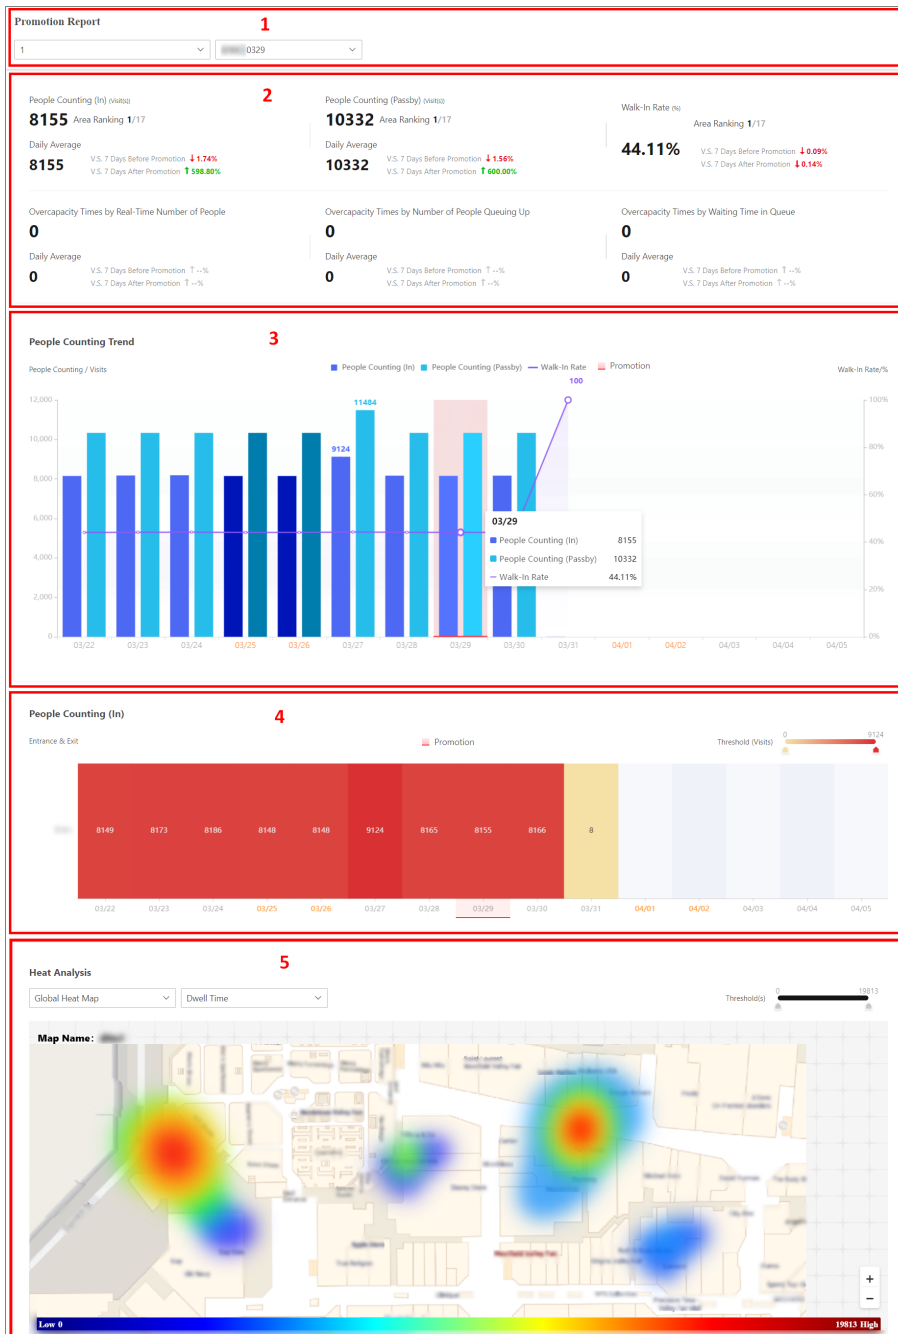 Promotion Report
1
1
0329
2
People Counting (In) (Visit(s))
8155 Area Ranking 1/17
Daily Average
8155
V.S. 7 Days Before Promotion ↓ 1.74%
V.S. 7 Days After Promotion ↑ 598.80%
People Counting (Passby) (Visit(s))
10332 Area Ranking 1/17
Daily Average
10332
V.S. 7 Days Before Promotion ↓ 1.56%
V.S. 7 Days After Promotion ↑ 600.00%
Walk-In Rate (%)
Area Ranking 1/17
44.11%
V.S. 7 Days Before Promotion ↓ 0.09%
V.S. 7 Days After Promotion ↓ 0.14%
Overcapacity Times by Real-Time Number of People
0
Daily Average
0
V.S. 7 Days Before Promotion ↑ --%
V.S. 7 Days After Promotion ↑ --%
Overcapacity Times by Number of People Queuing Up
0
Daily Average
0
V.S. 7 Days Before Promotion ↑ --%
V.S. 7 Days After Promotion ↑ --%
Overcapacity Times by Waiting Time in Queue
0
Daily Average
0
V.S. 7 Days Before Promotion ↑ --%
V.S. 7 Days After Promotion ↑ --%
3
People Counting Trend
People Counting / Visits
People Counting (In) People Counting (Passby) Walk-In Rate Promotion
Walk-In Rate/%
100
12,000 100%
11484
10,000 80%
9124
8,000
60%
6,000
40%
4,000
20%
2,000
0 0%
03/29
People Counting (In) 8155
People Counting (Passby) 10332
Walk-In Rate 44.11%
03/22 03/23 03/24 03/25 03/26 03/27 03/28 03/29 03/30 03/31 04/01 04/02 04/03 04/04 04/05
People Counting (In)
4
Entrance & Exit
Promotion
Threshold (Visits)
0 9124
8149 8173 8186 8148 8148 9124 8165 8155 8166 8
03/22 03/23 03/24 03/25 03/26 03/27 03/28 03/29 03/30 03/31 04/01 04/02 04/03 04/04 04/05
5
Heat Analysis
Global Heat Map
Dwell Time
Threshold(s)
0 19813
Map Name:
+
−
Low 0 19813 High